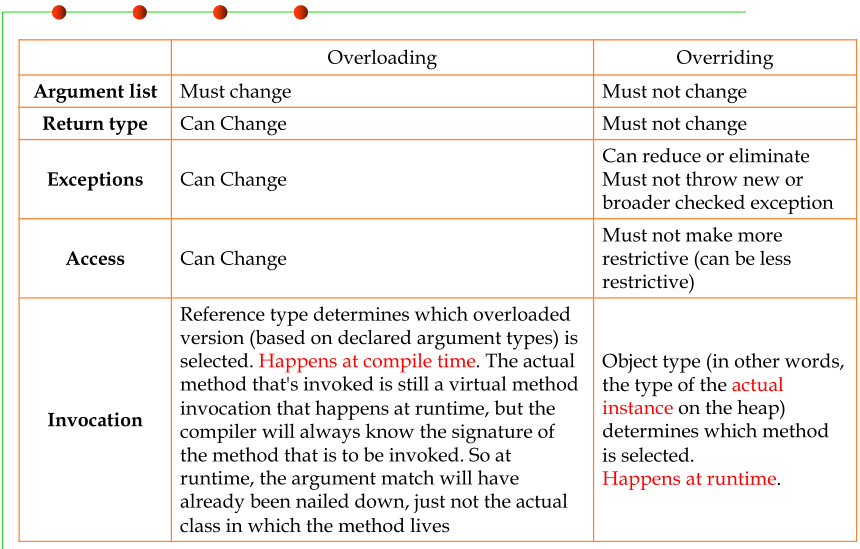 Overloading
Overriding
Argument list
Must change
Must not change
Return type
Can Change
Must not change
Exceptions
Can Change
Can reduce or eliminate
Must not throw new or
broader checked exception
Access
Can Change
Must not make more
restrictive (can be less
restrictive)
Invocation
Reference type determines which overloaded
version (based on declared argument types) is
selected. Happens at compile time. The actual
method that's invoked is still a virtual method
invocation that happens at runtime, but the
compiler will always know the signature of
the method that is to be invoked. So at
runtime, the argument match will have
already been nailed down, just not the actual
class in which the method lives
Object type (in other words,
the type of the actual
instance on the heap)
determines which method
is selected.
Happens at runtime.